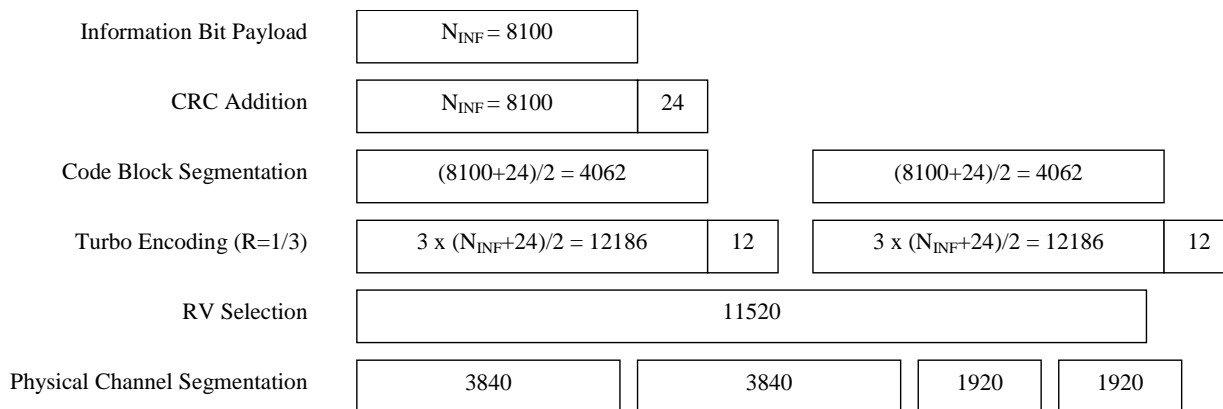 Information Bit Payload N_INF = 8100
CRC Addition N_INF = 8100 24
Code Block Segmentation (8100+24)/2 = 4062 (8100+24)/2 = 4062
Turbo Encoding (R=1/3) 3 x (N_INF+24)/2 = 12186 12 3 x (N_INF+24)/2 = 12186 12
RV Selection 11520
Physical Channel Segmentation 3840 3840 1920 1920